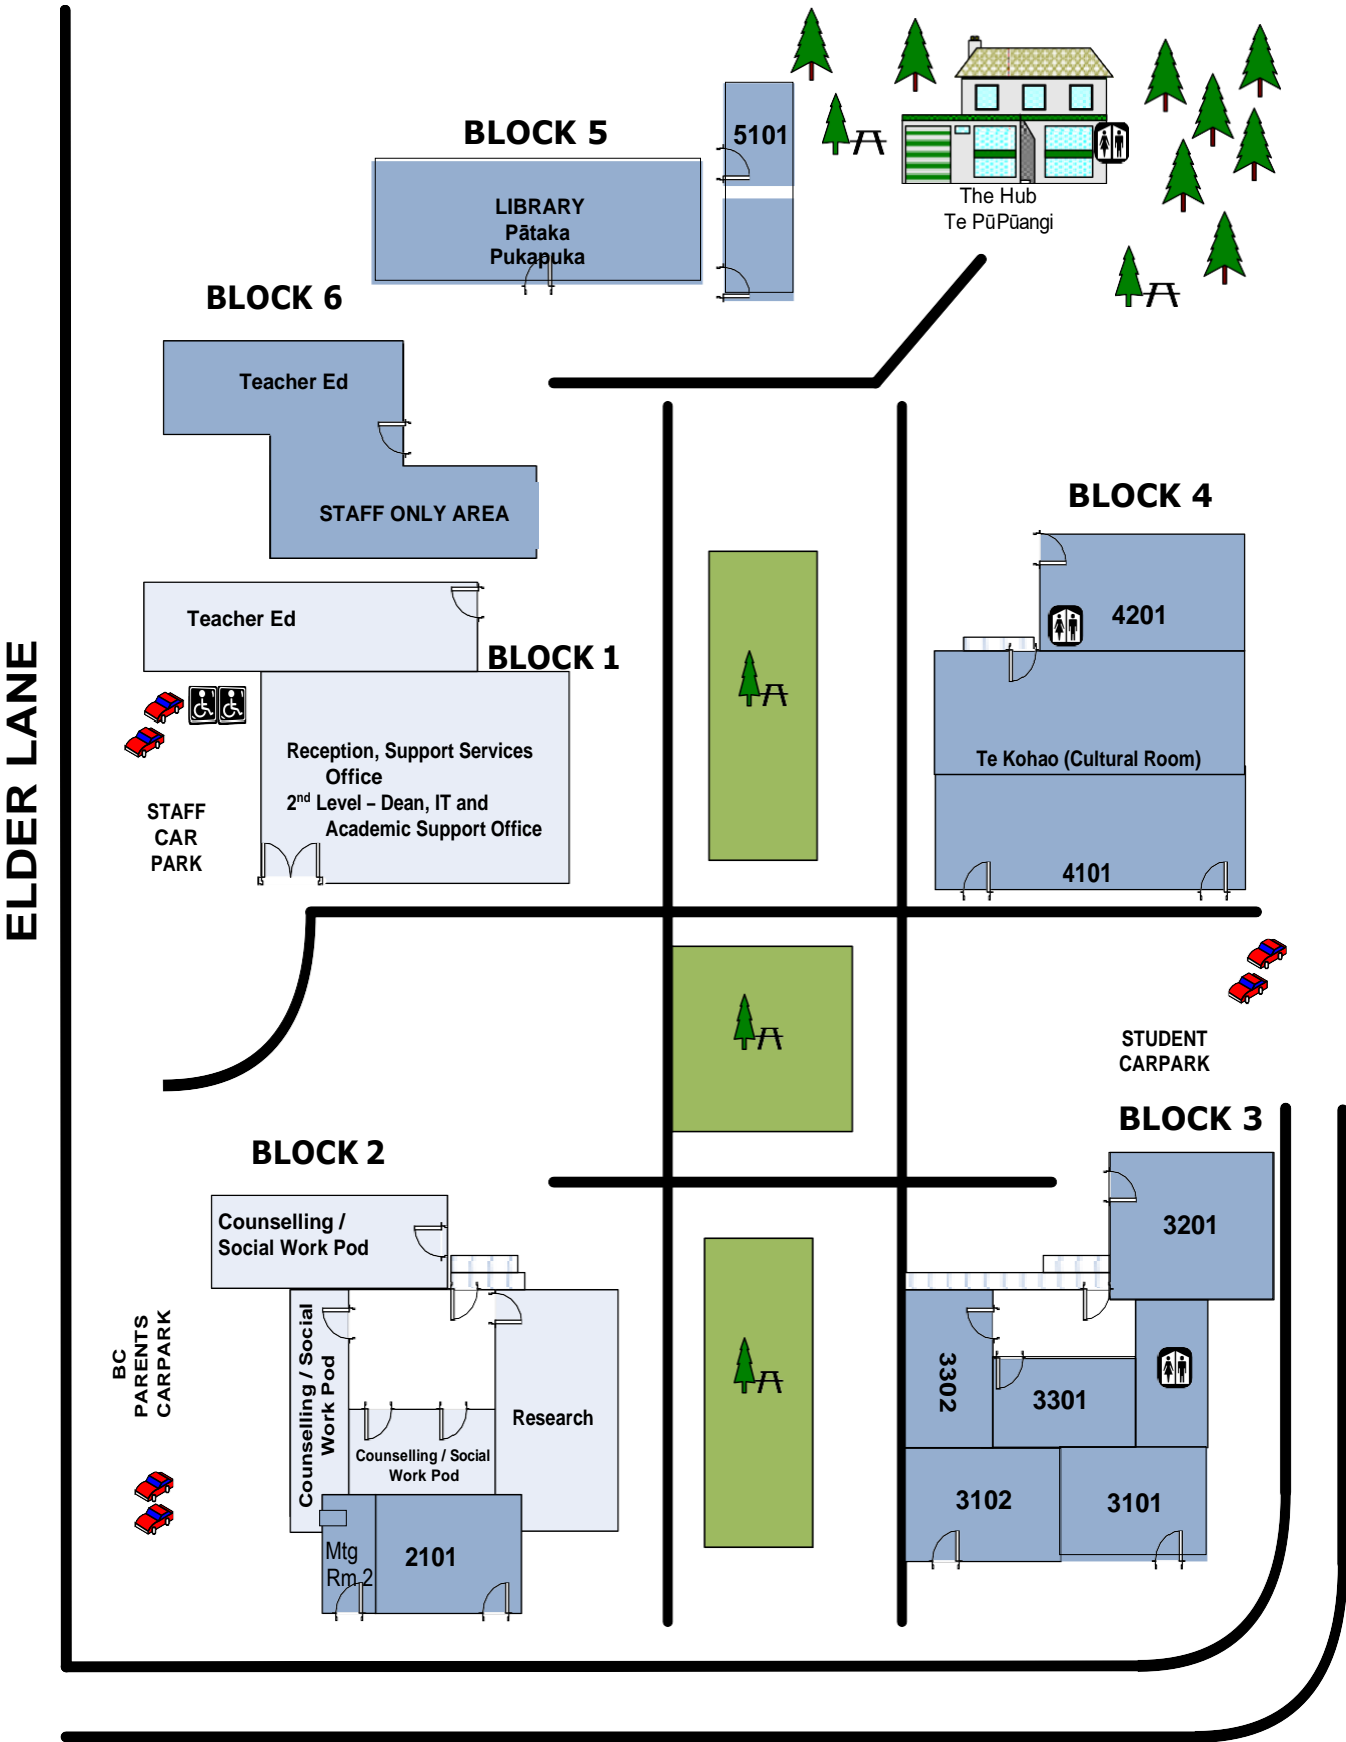 BLOCK 5
5101
LIBRARY
Pātaka
Pukapuka
The Hub
Te PūPūangi
BLOCK 6
Teacher Ed
STAFF ONLY AREA
BLOCK 4
4201
Te Kohao (Cultural Room)
4101
Teacher Ed
BLOCK 1
Reception, Support Services
Office
2nd Level – Dean, IT and
Academic Support Office
STAFF
CAR
PARK
ELDER LANE
STUDENT
CARPARK
BLOCK 3
3201
3302
3301
3102
3101
BLOCK 2
Counselling /
Social Work Pod
Counselling / Social
Work Pod
Counselling / Social
Work Pod
Research
Mtg
Rm 2
2101
BC
PARENTS
CARPARK